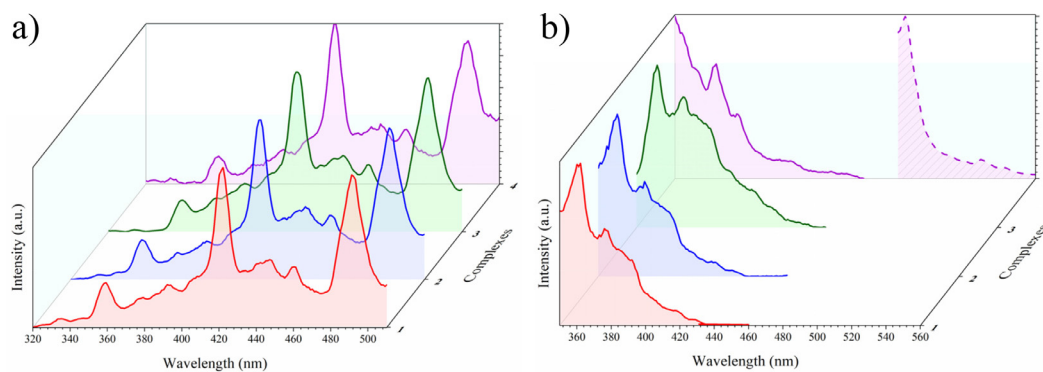 a)
Intensity (a.u.)
320 340 360 380 400 420 440 460 480 500
Wavelength (nm)
1
2
3
4
Complexes
b)
Intensity (a.u.)
360 380 400 420 440 460 480 500 520 540 560
Wavelength (nm)
1
2
3
Complexes